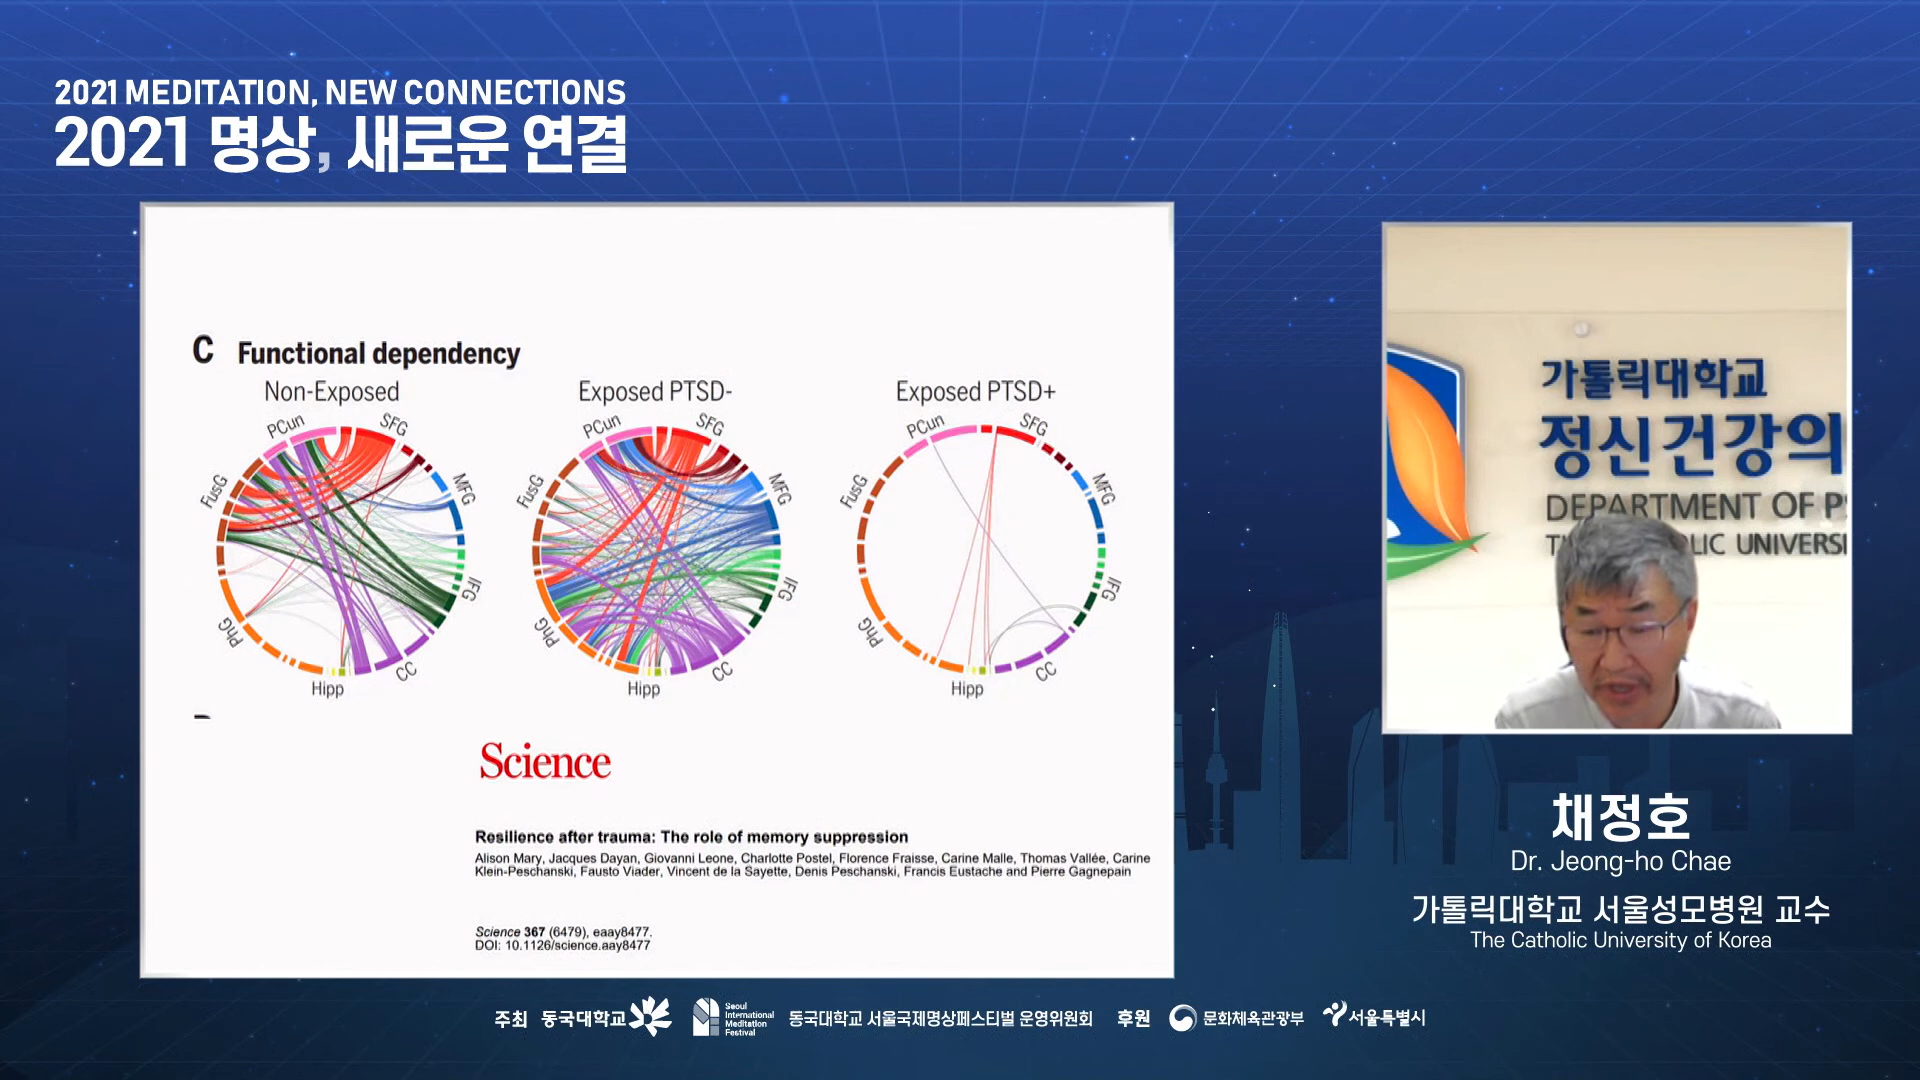 2021 MEDITATION, NEW CONNECTIONS
2021 명상, 새로운 연결
C Functional dependency
Non-Exposed
PCun
SFG
MFG
IFG
CC
Hipp
PhG
FusG
Exposed PTSD-
PCun
SFG
MFG
IFG
CC
Hipp
PhG
FusG
Exposed PTSD+
PCun
SFG
MFG
IFG
CC
Hipp
PhG
FusG
Science
Resilience after trauma: The role of memory suppression
Alison Mary, Jacques Dayan, Giovanni Leone, Charlotte Postel, Florence Fraisse, Carine Malle, Thomas Vallée, Carine
Klein-Peschanski, Fausto Viader, Vincent de la Sayette, Denis Peschanski, Francis Eustache and Pierre Gagnepain
Science 367 (6479), eaay8477.
DOI: 10.1126/science.aay8477
가톨릭대학교
정신건강의
DEPARTMENT OF PS
UNIVERSI
채정호
Dr. Jeong-ho Chae
가톨릭대학교 서울성모병원 교수
The Catholic University of Korea
주최 동국대학교
Seoul
International
Meditation
Festival
동국대학교 서울국제명상페스티벌 운영위원회
후원 문화체육관광부 서울특별시